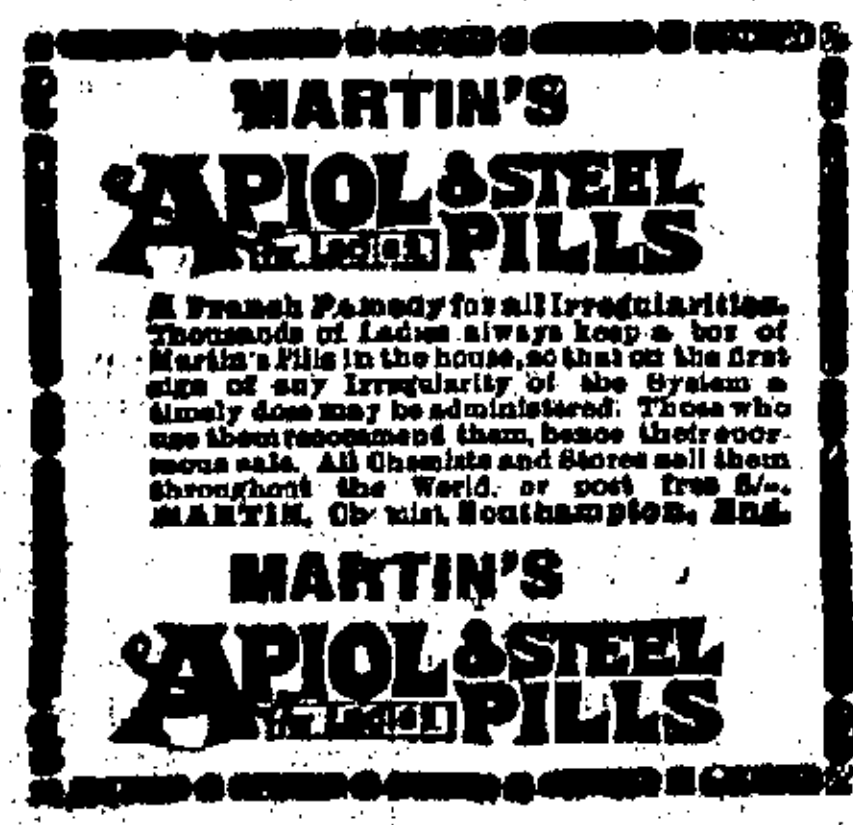 MARTIN'S
APIOL & STEEL
for Ladies. PILLS
A French Remedy for all Irregularities.
Thousands of Ladies always keep a box of
Martin's Pills in the house, so that on the first
sign of any Irregularity of the System a
timely dose may be administered. Those who
use them recommend them, hence their enor-
mous sale. All Chemists and Stores sell them
throughout the World, or post free 5/-.
MARTIN, Chemist, Southampton, Eng.
MARTIN'S
APIOL & STEEL
for Ladies. PILLS